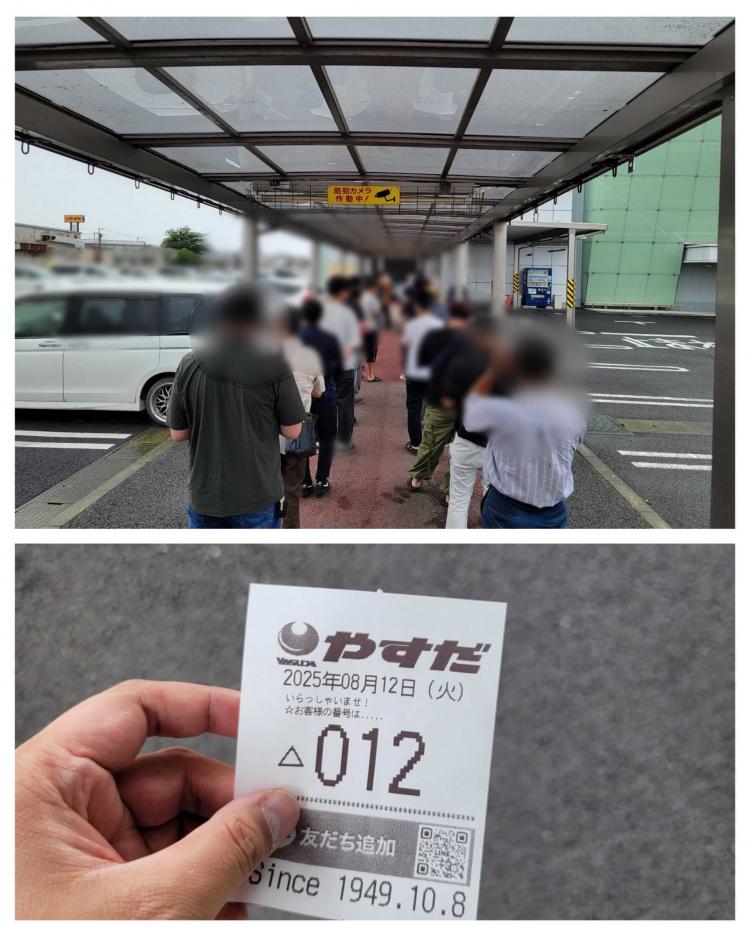 防犯カメラ
作動中!
やすだ
YASUDA
2025年08月12日（火）
いらっしゃいませ！
☆お客様の番号は.....
△012
友だち追加
LINE
Since 1949.10.8